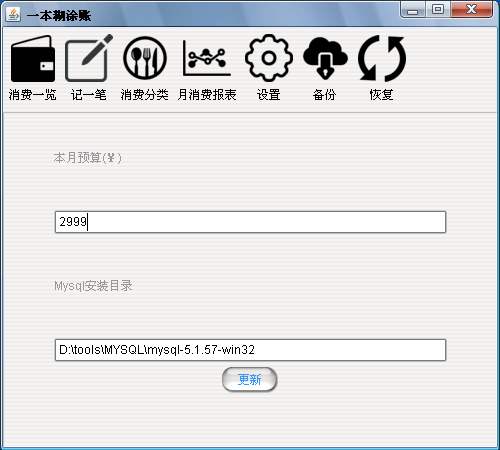 一本糊涂账
消费一览 记一笔 消费分类 月消费报表 设置 备份 恢复
本月预算(￥)
2999
Mysql安装目录
D:\tools\MYSQL\mysql-5.1.57-win32
更新